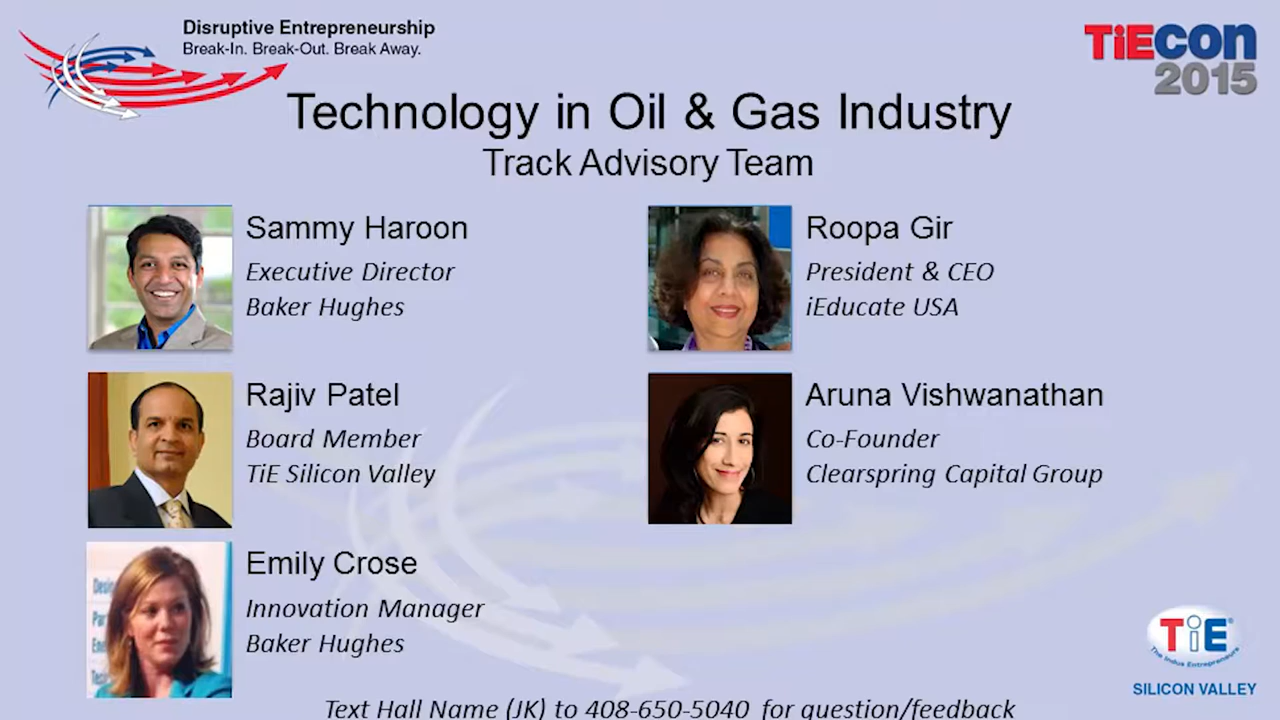 Disruptive Entrepreneurship
Break-In. Break-Out. Break Away.
TiEcon
2015
Technology in Oil & Gas Industry
Track Advisory Team
Sammy Haroon
Executive Director
Baker Hughes
Roopa Gir
President & CEO
iEducate USA
Rajiv Patel
Board Member
TiE Silicon Valley
Aruna Vishwanathan
Co-Founder
Clearspring Capital Group
Emily Crose
Innovation Manager
Baker Hughes
TiE
The Indus Entrepreneurs
SILICON VALLEY
Text Hall Name (JK) to 408-650-5040 for question/feedback